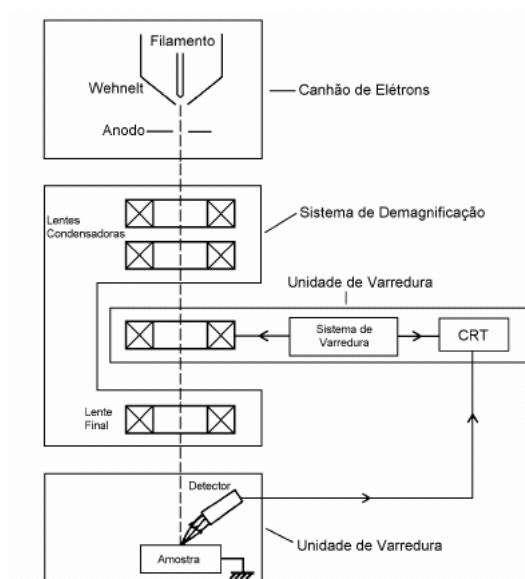 Filamento
Wehnelt
Canhão de Elétrons
Anodo
Lentes
Condensadoras
Sistema de Demagnificação
Unidade de Varredura
Sistema de
Varredura
CRT
Lente
Final
Detector
Amostra
Unidade de Varredura